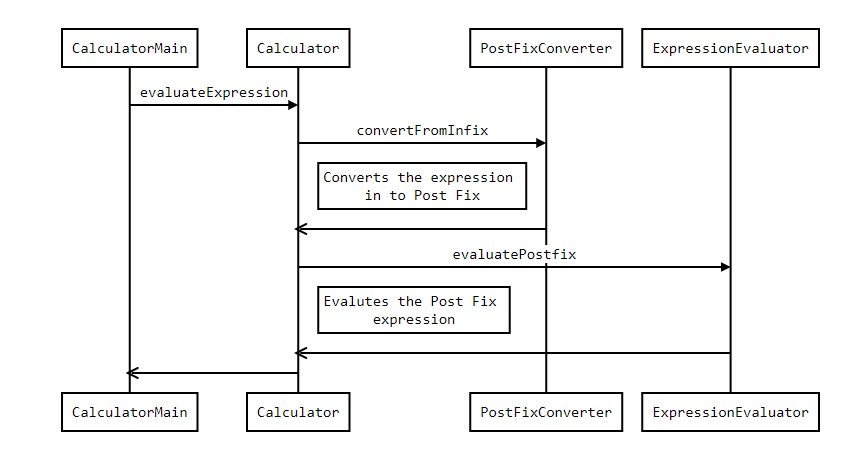 CalculatorMain
Calculator
PostFixConverter
ExpressionEvaluator
evaluateExpression
convertFromInfix
Converts the expression
in to Post Fix
evaluatePostfix
Evalutes the Post Fix
expression
CalculatorMain
Calculator
PostFixConverter
ExpressionEvaluator